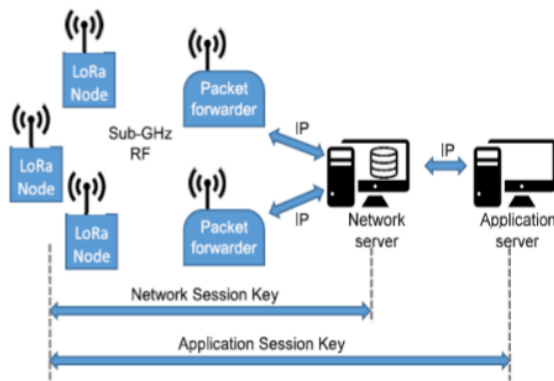 LoRa
Node
Packet
forwarder
Sub-GHz
RF
LoRa
Node
IP
IP
LoRa
Node
Packet
forwarder
IP
Network
server
Application
server
Network Session Key
Application Session Key